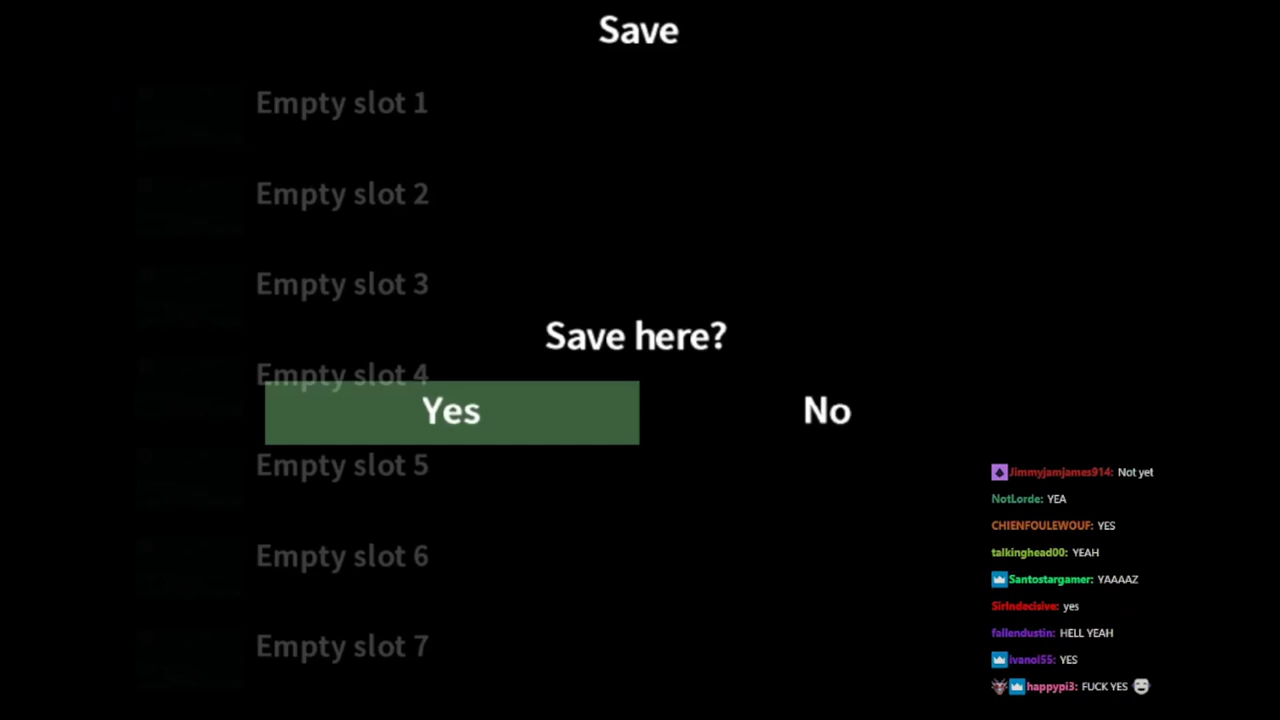 Save
Empty slot 1
Empty slot 2
Empty slot 3
Save here?
Empty slot 4
Yes
No
Empty slot 5
Empty slot 6
Empty slot 7
Jimmyjamjames914: Not yet
NotLorde: YEA
CHIENFOULEWOUF: YES
talkinghead00: YEAH
Santostargamer: YAAAAZ
SirIndecisive: yes
fallendustin: HELL YEAH
ivanol55: YES
happypi3: FUCK YES